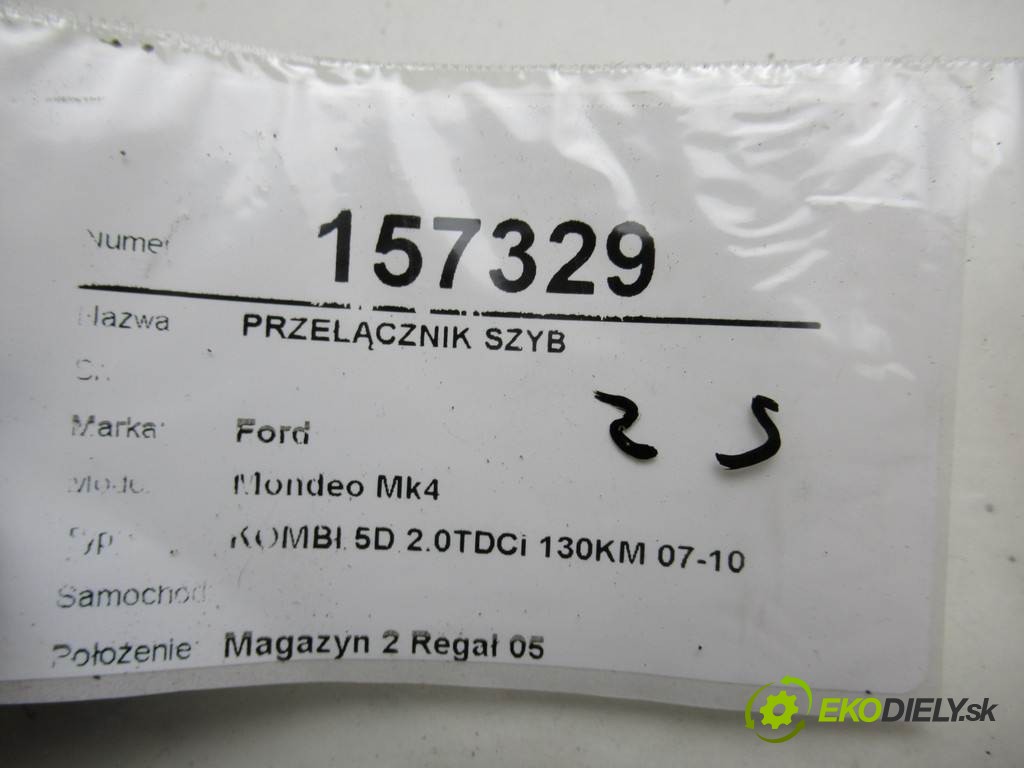 Numer 157329
Nazwa PRZEŁĄCZNIK SZYB
Marka: Ford
Mondeo Mk4
KOMBI 5D 2.0TDCi 130KM 07-10
Samochód
Położenie: Magazyn 2 Regał 05
EKODIELY.sk